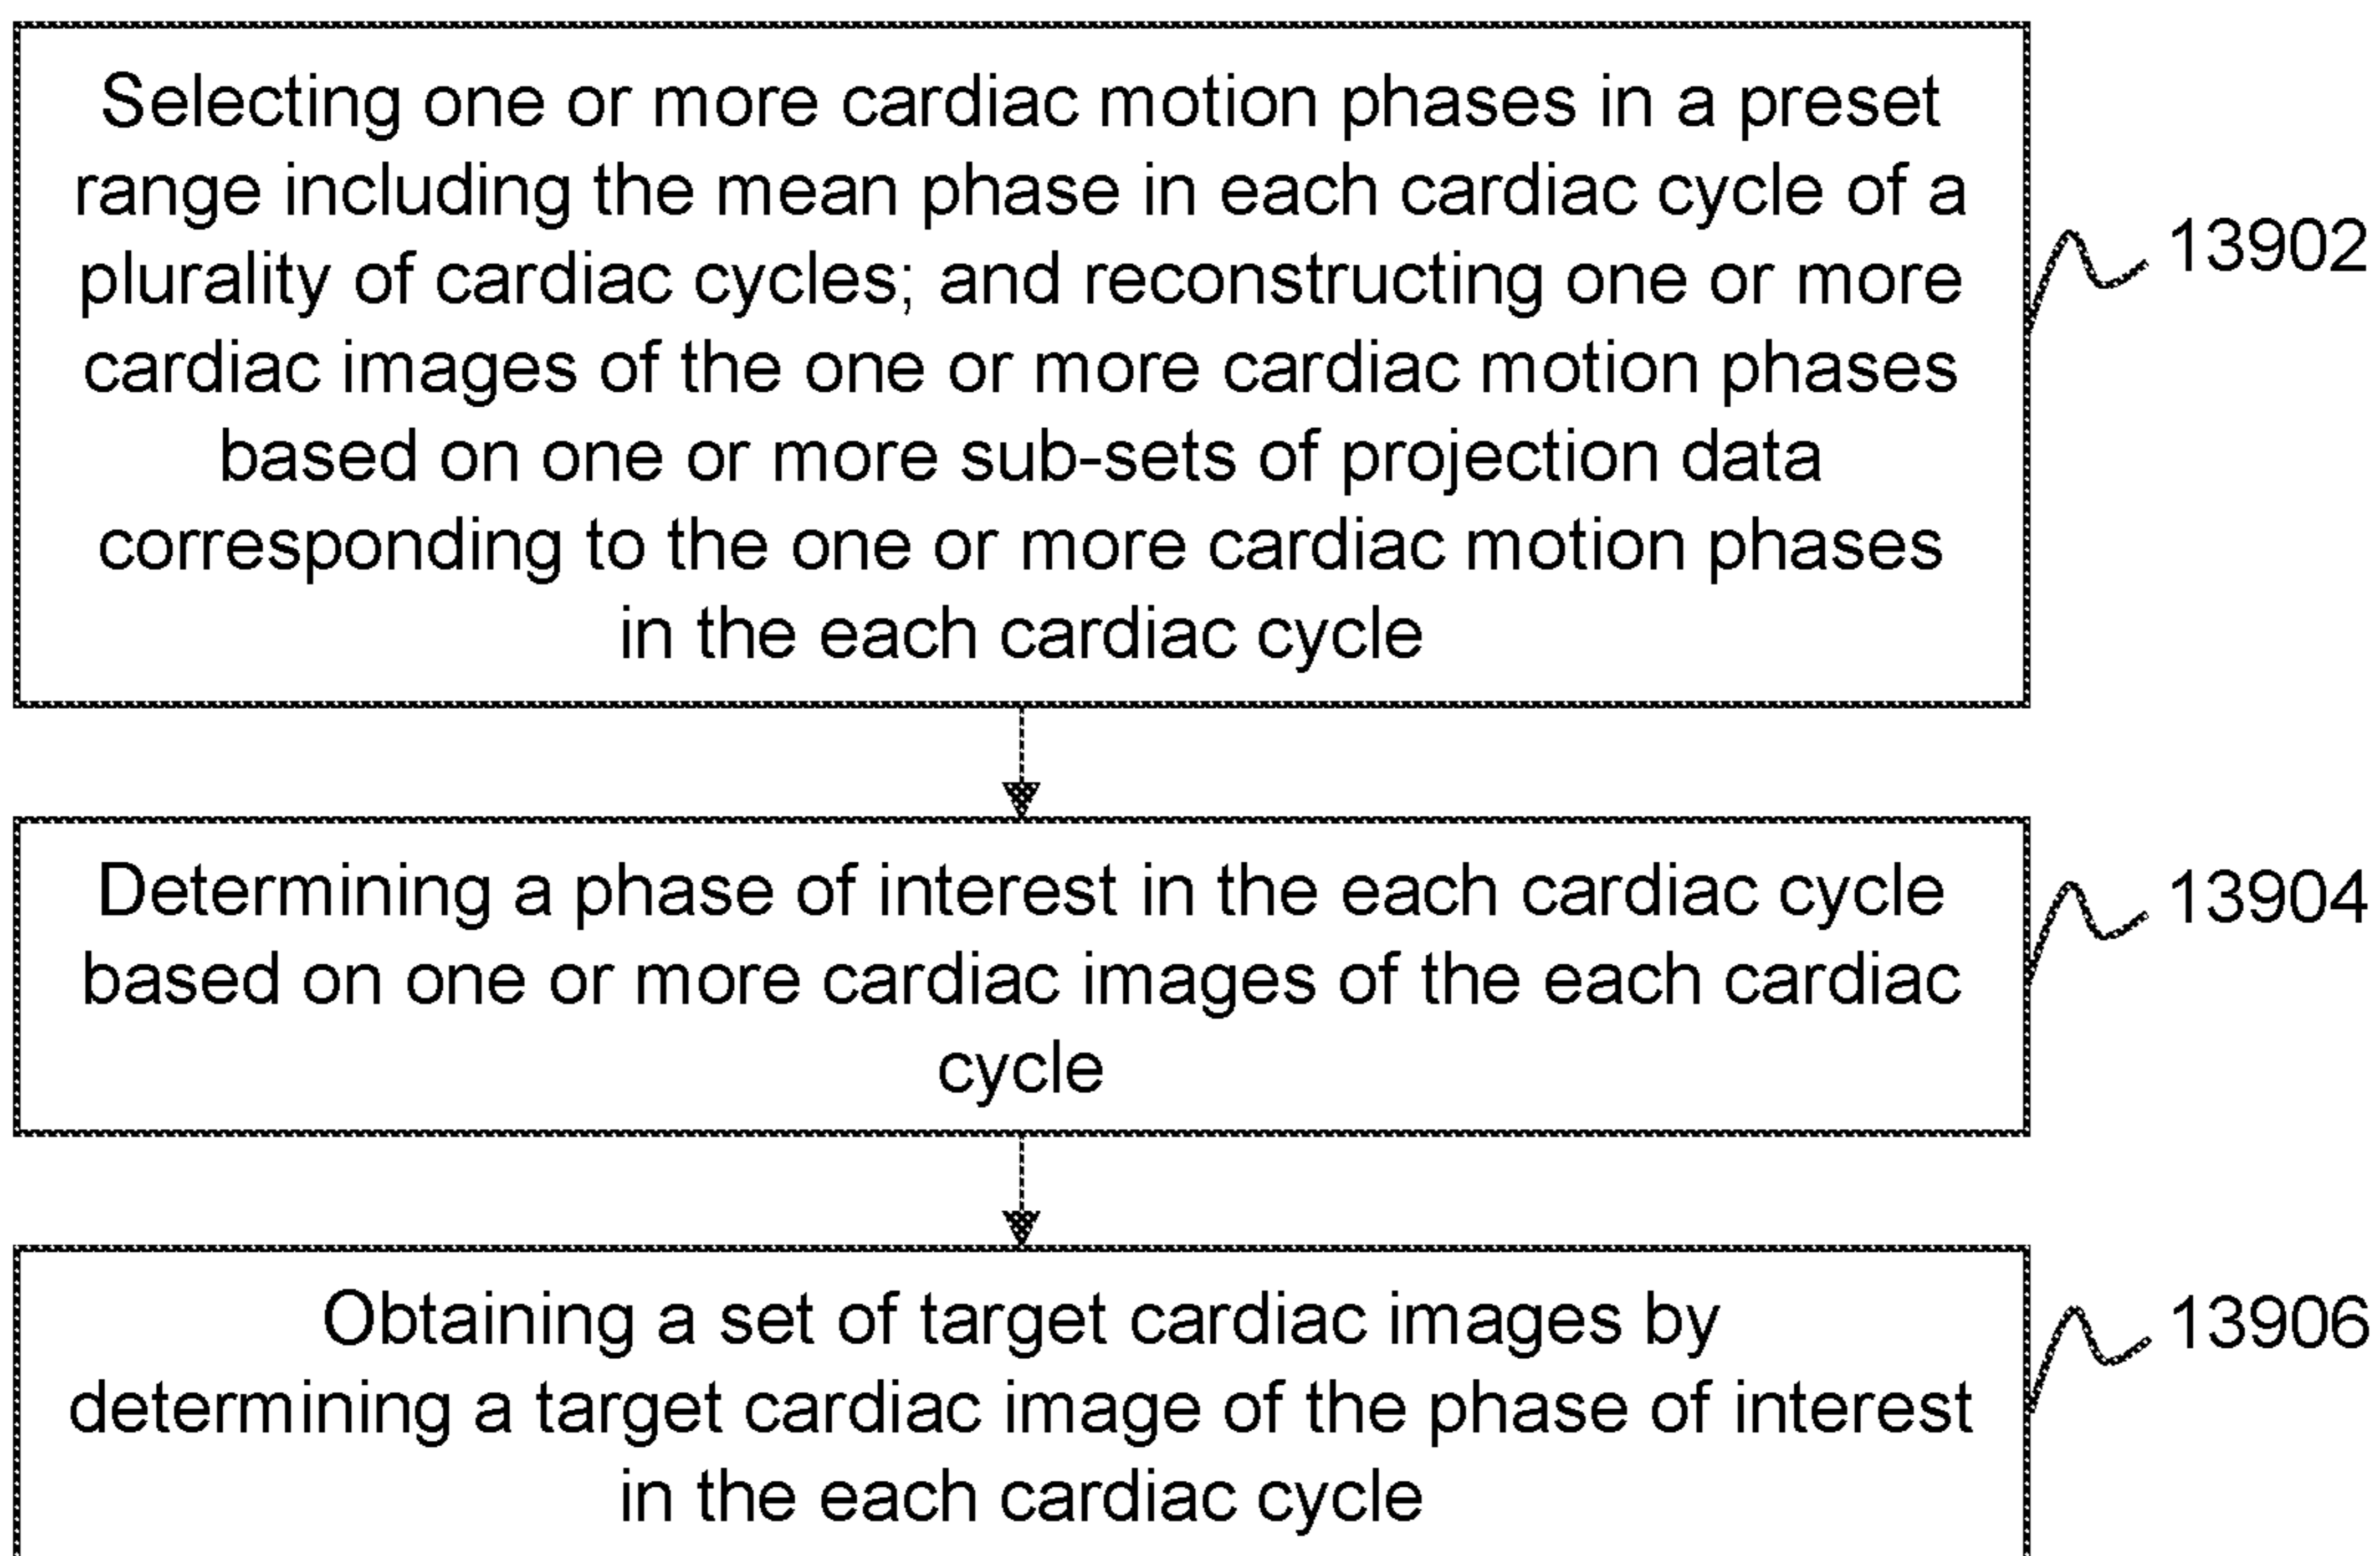 Selecting one or more cardiac motion phases in a preset
range including the mean phase in each cardiac cycle of a
plurality of cardiac cycles; and reconstructing one or more
cardiac images of the one or more cardiac motion phases
based on one or more sub-sets of projection data
corresponding to the one or more cardiac motion phases
in the each cardiac cycle
13902
Determining a phase of interest in the each cardiac cycle
based on one or more cardiac images of the each cardiac
cycle
13904
Obtaining a set of target cardiac images by
determining a target cardiac image of the phase of interest
in the each cardiac cycle
13906